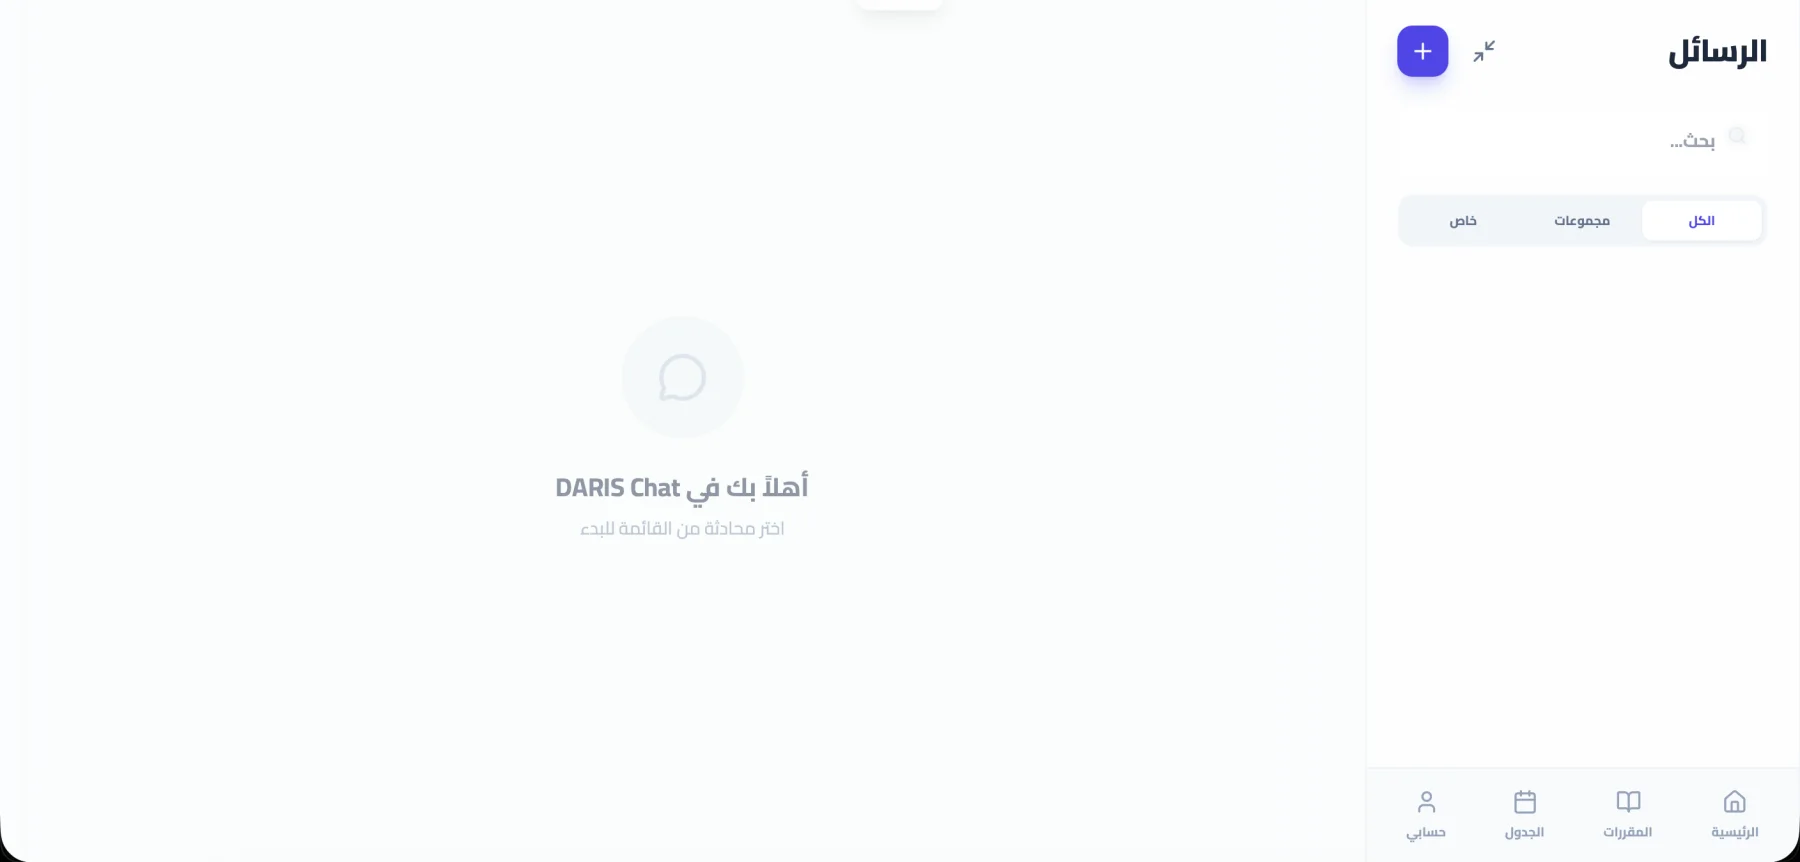 الرسائل
بحث...
الكل
مجموعات
خاص
أهلاً بك في DARIS Chat
اختر محادثة من القائمة للبدء
الرئيسية
المقررات
الجدول
حسابي